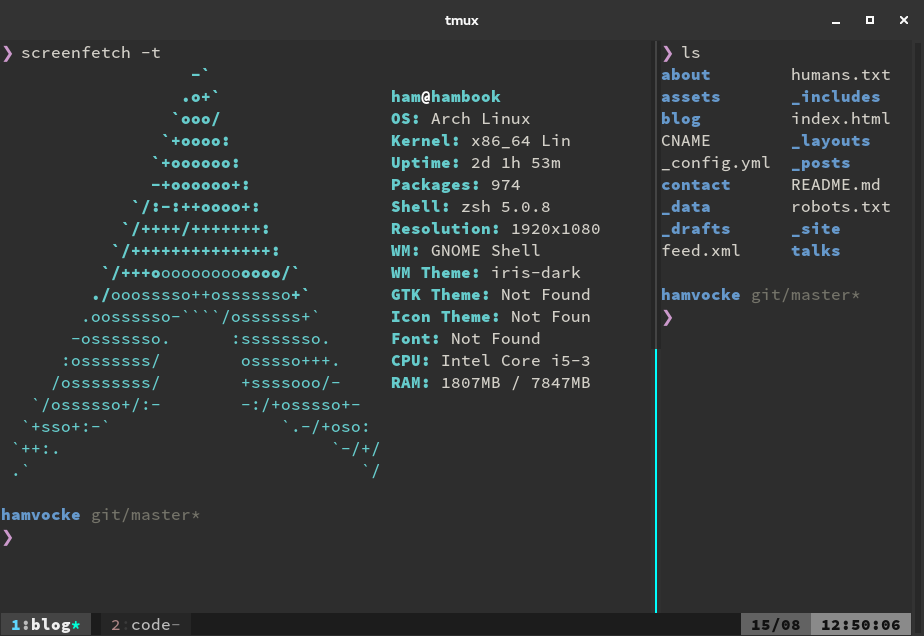 tmux
❯ screenfetch -t
-`
.o+`
`ooo/
`+oooo:
`+oooooo:
-+oooooo+:
`/:-:++oooo+:
`/++++/+++++++:
`/++++++++++++++:
`/+++ooooooooooooo/`
./ooosssso++osssssso+`
.oossssso-````/ossssss+`
-osssssso.      :ssssssso.
:osssssss/        osssso+++.
/ossssssss/        +ssssooo/-
`/ossssso+/:-        -:/+osssso+-
`+sso+:-`                 `.-/+oso:
`++:.                           `-/+/
.`                                 `/
ham@hambook
OS: Arch Linux
Kernel: x86_64 Lin
Uptime: 2d 1h 53m
Packages: 974
Shell: zsh 5.0.8
Resolution: 1920x1080
WM: GNOME Shell
WM Theme: iris-dark
GTK Theme: Not Found
Icon Theme: Not Foun
Font: Not Found
CPU: Intel Core i5-3
RAM: 1807MB / 7847MB
hamvocke git/master*
❯
❯ ls
about humans.txt
assets _includes
blog index.html
CNAME _layouts
_config.yml _posts
contact README.md
_data robots.txt
_drafts _site
feed.xml talks
hamvocke git/master*
❯
1:blog* 2:code- 15/08 12:50:06